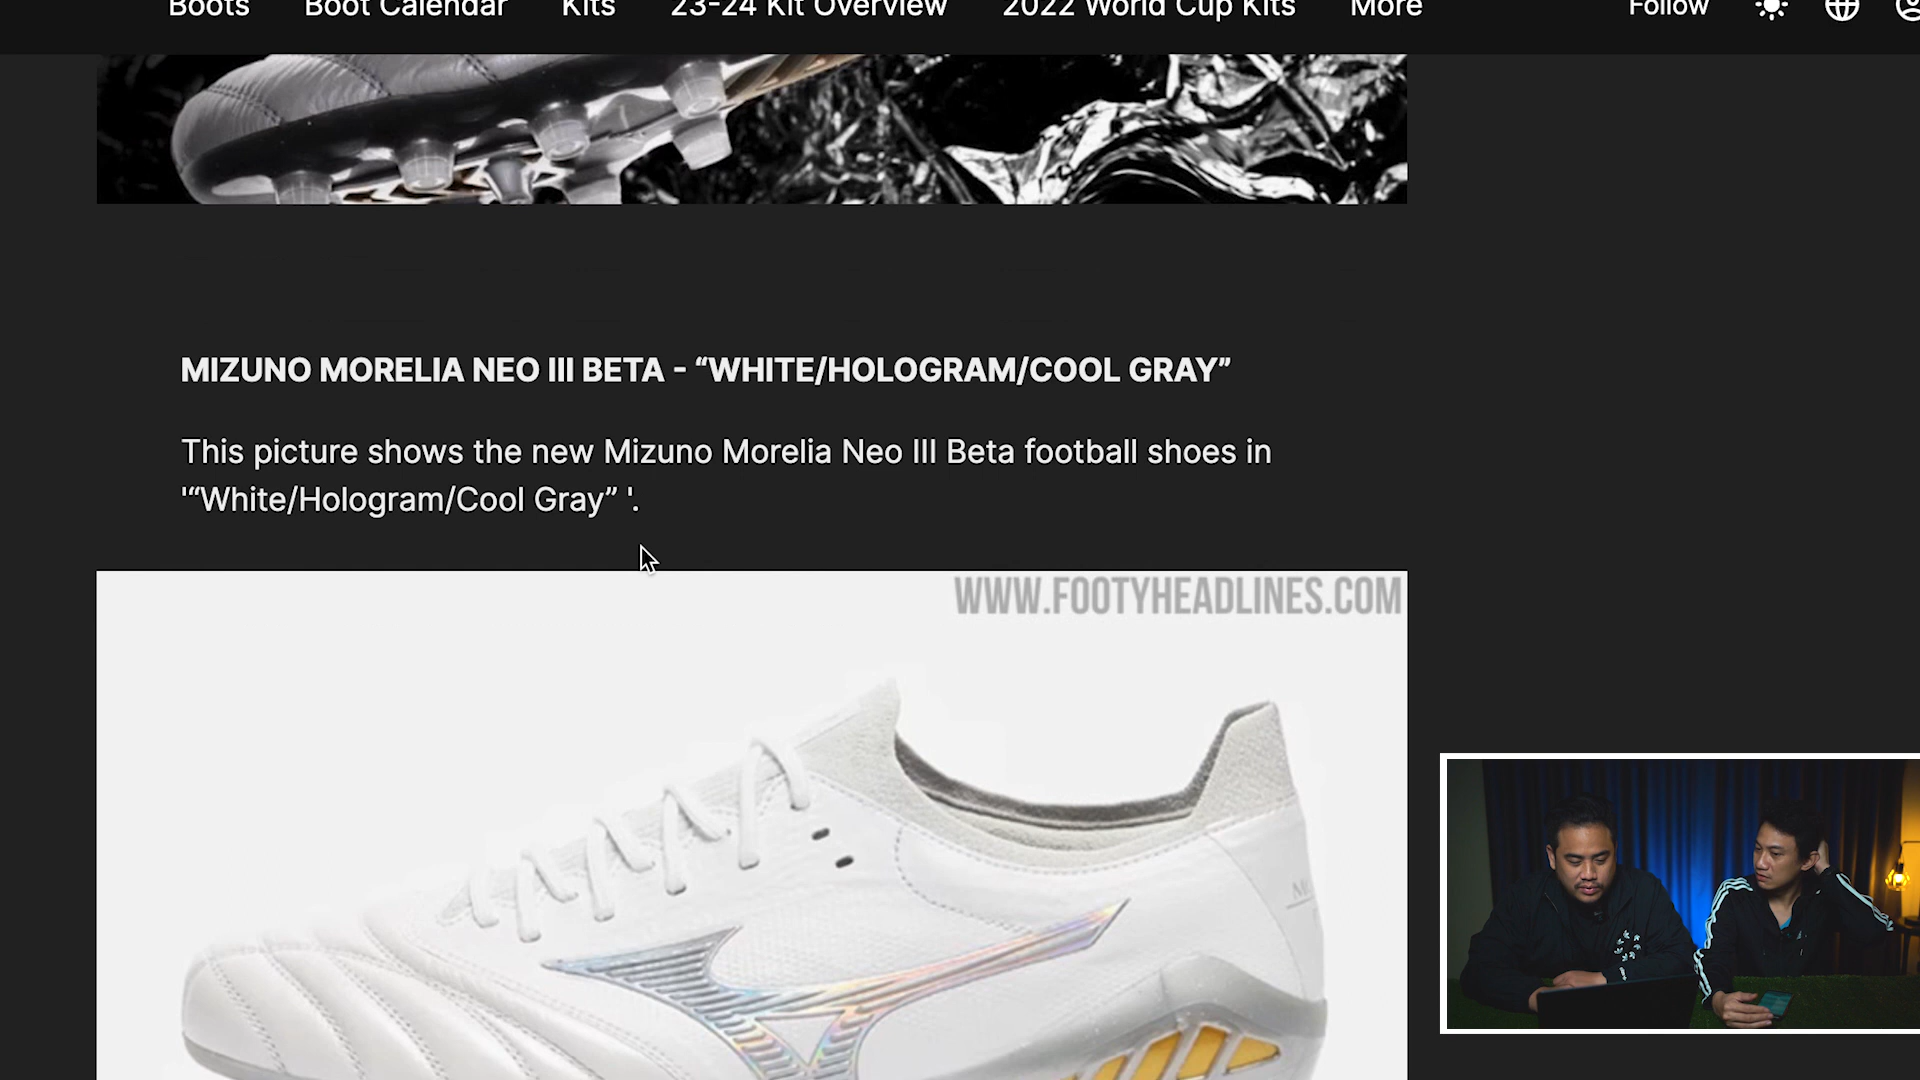 Boots Boot Calendar Kits 23-24 Kit Overview 2022 World Cup Kits More Follow
MIZUNO MORELIA NEO III BETA - “WHITE/HOLOGRAM/COOL GRAY”
This picture shows the new Mizuno Morelia Neo III Beta football shoes in
'“White/Hologram/Cool Gray” '.
WWW.FOOTYHEADLINES.COM